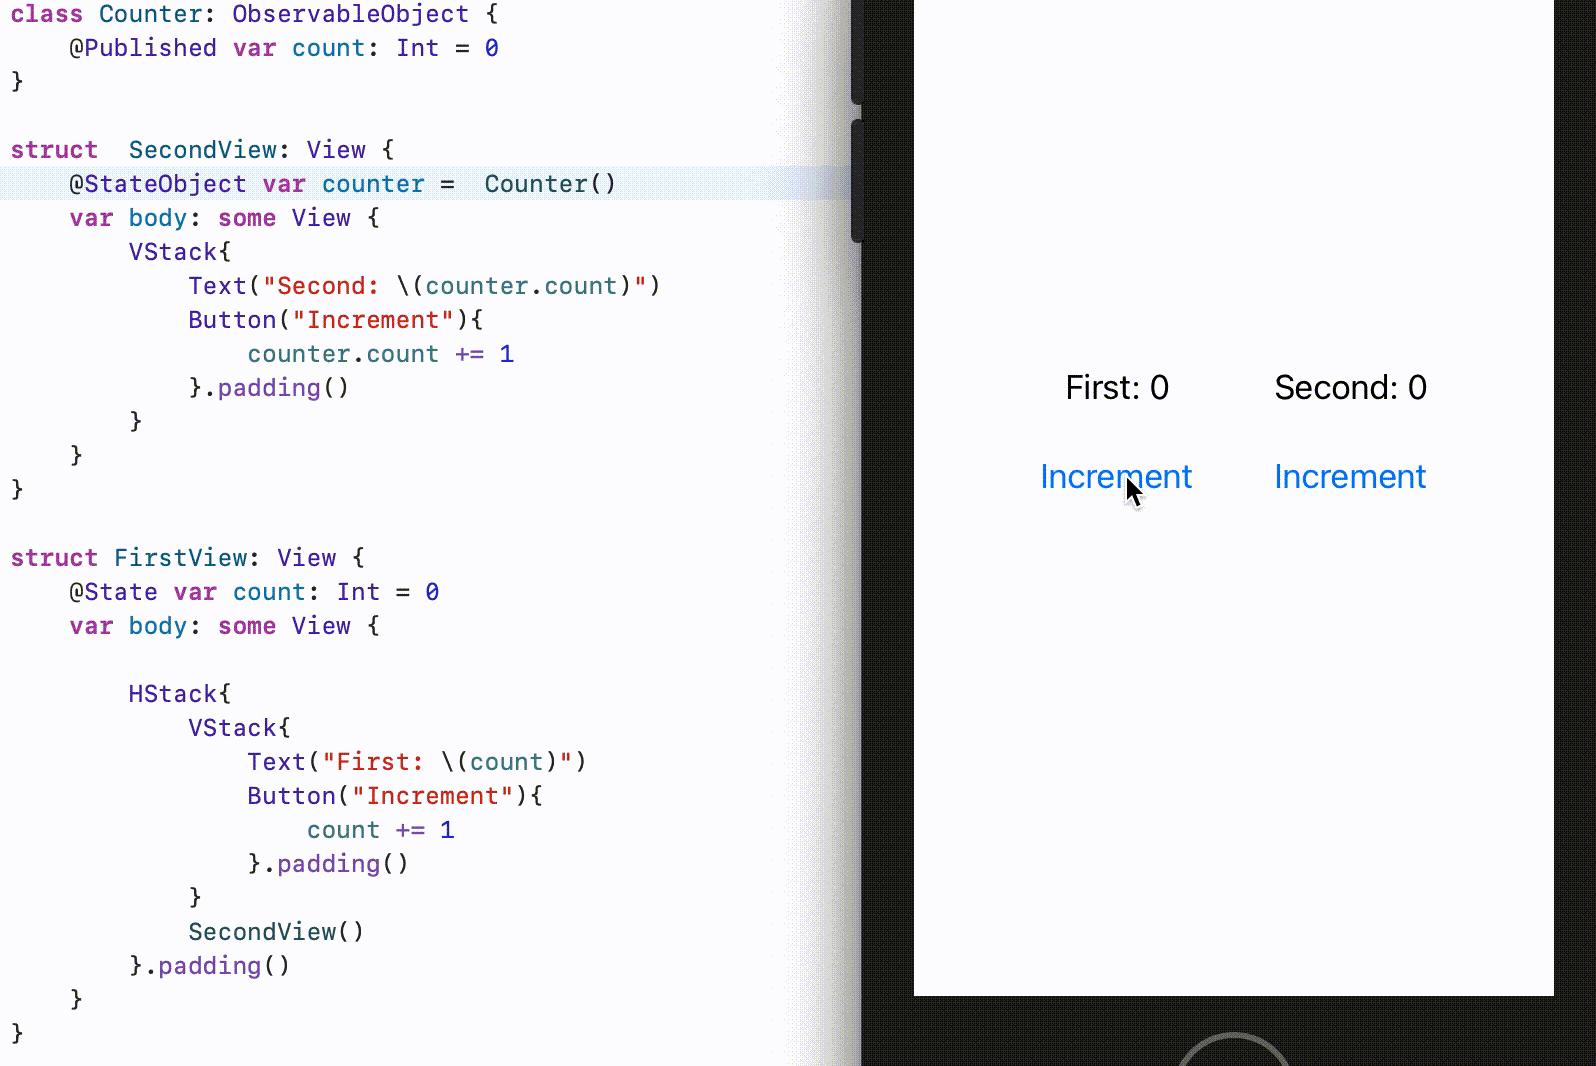 class Counter: ObservableObject {
    @Published var count: Int = 0
}
struct  SecondView: View {
    @StateObject var counter =  Counter()
    var body: some View {
        VStack{
            Text("Second: \(counter.count)")
            Button("Increment"){
                counter.count += 1
            }.padding()
        }
    }
}
struct FirstView: View {
    @State var count: Int = 0
    var body: some View {
        HStack{
            VStack{
                Text("First: \(count)")
                Button("Increment"){
                    count += 1
                }.padding()
            }
            SecondView()
        }.padding()
    }
}
First: 0
Second: 0
Increment
Increment